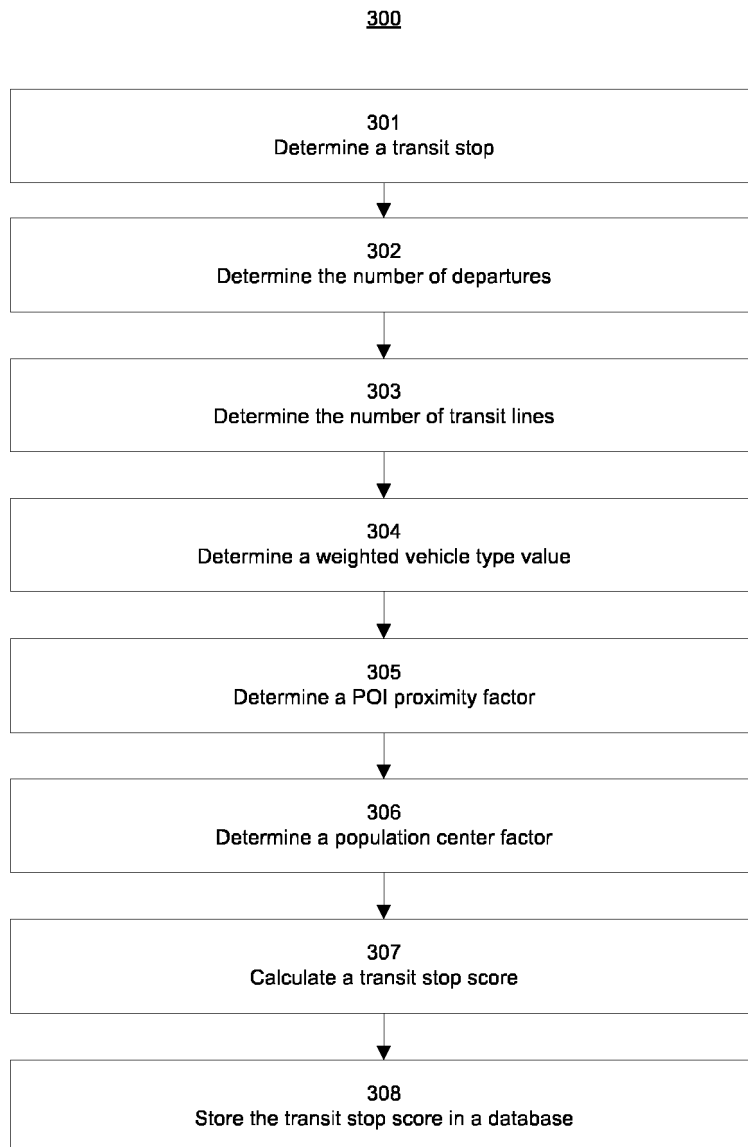 300
301
Determine a transit stop
302
Determine the number of departures
303
Determine the number of transit lines
304
Determine a weighted vehicle type value
305
Determine a POI proximity factor
306
Determine a population center factor
307
Calculate a transit stop score
308
Store the transit stop score in a database